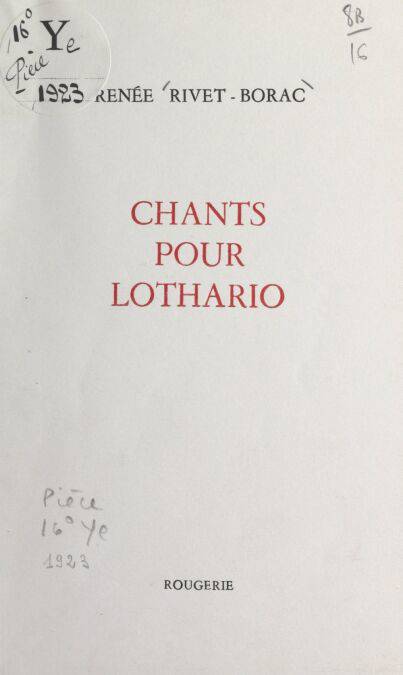 16°
Ye
Pièce
1923
RENÉE RIVET-BORAC
8B
16
CHANTS
POUR
LOTHARIO
Pièce
16° Ye
1923
ROUGERIE